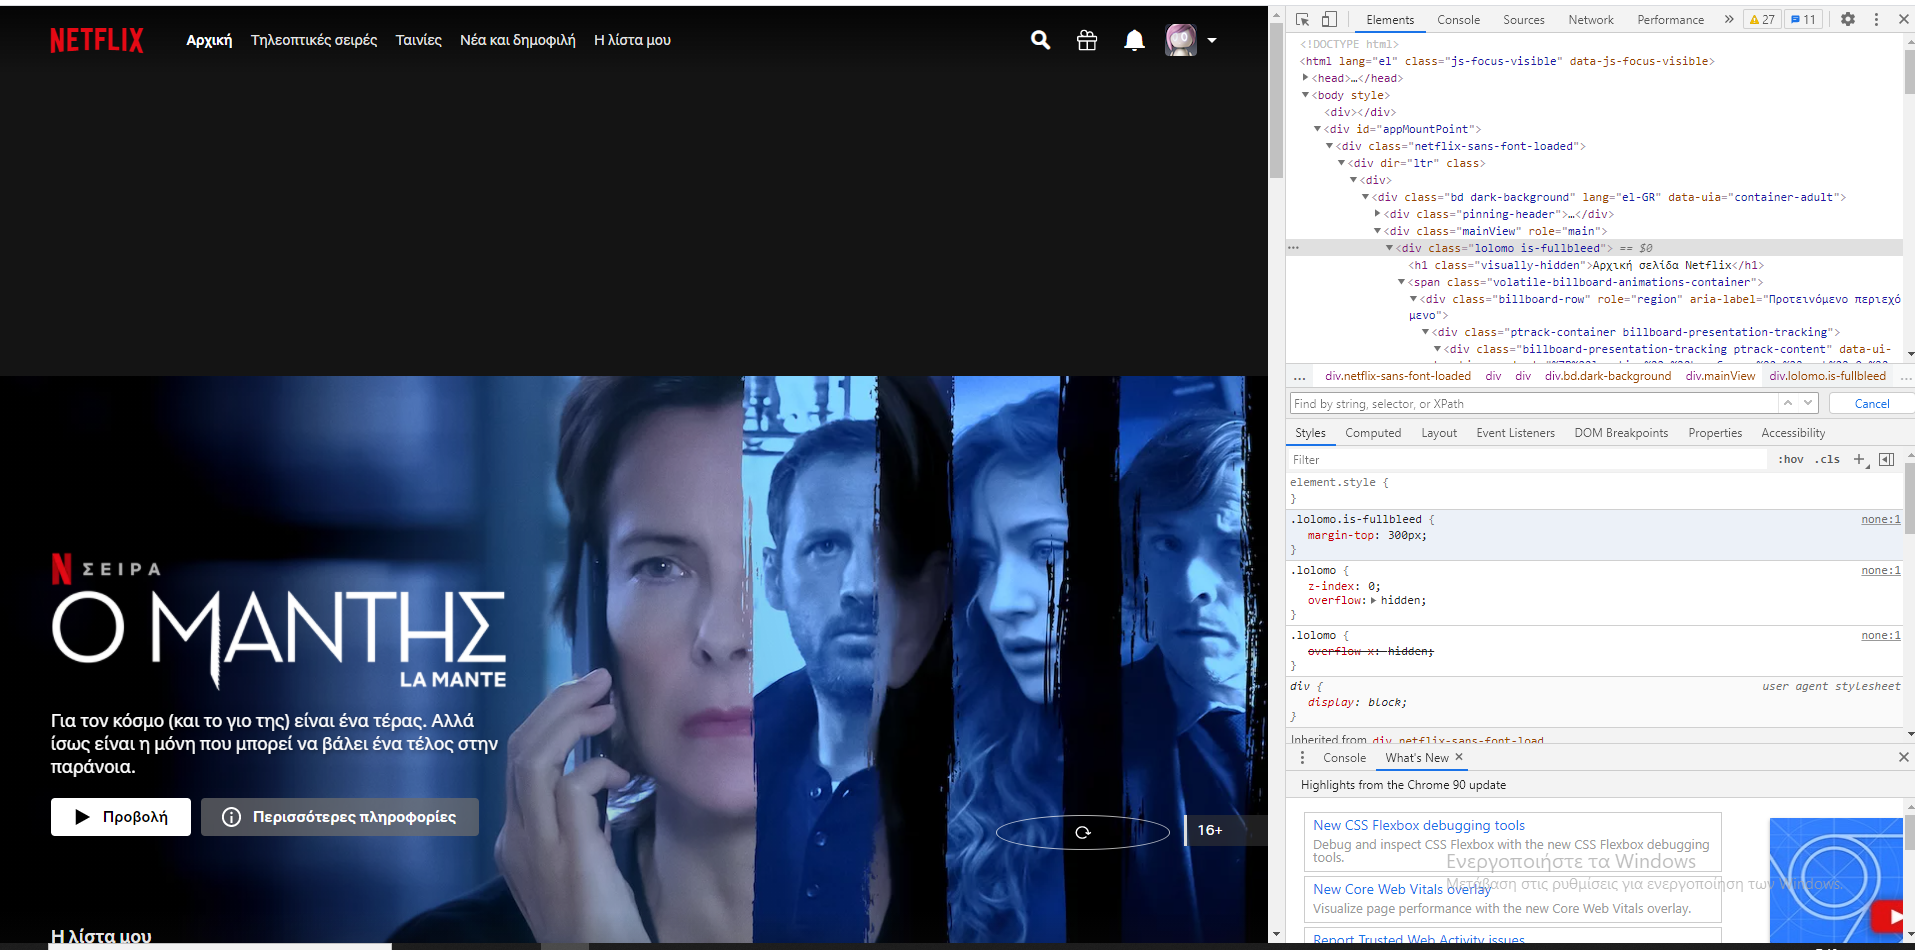 NETFLIX
Αρχική Τηλεοπτικές σειρές Ταινίες Νέα και δημοφιλή Η λίστα μου
N ΣΕΙΡΑ
Ο ΜΑΝΤΗΣ
LA MANTE
Για τον κόσμο (και το γιο της) είναι ένα τέρας. Αλλά
ίσως είναι η μόνη που μπορεί να βάλει ένα τέλος στην
παράνοια.
Προβολή Περισσότερες πληροφορίες
16+
Η λίστα μου
Elements Console Sources Network Performance » 27 11
<!DOCTYPE html>
<html lang="el" class="js-focus-visible" data-js-focus-visible>
<head>…</head>
<body style>
<div></div>
<div id="appMountPoint">
<div class="netflix-sans-font-loaded">
<div dir="ltr" class>
<div>
<div class="bd dark-background" lang="el-GR" data-uia="container-adult">
<div class="pinning-header">…</div>
<div class="mainView" role="main">
<div class="lolomo is-fullbleed"> == $0
<h1 class="visually-hidden">Αρχική σελίδα Netflix</h1>
<span class="volatile-billboard-animations-container">
<div class="billboard-row" role="region" aria-label="Προτεινόμενο περιεχό
μενο">
<div class="ptrack-container billboard-presentation-tracking">
<div class="billboard-presentation-tracking ptrack-content" data-ui-
... div.netflix-sans-font-loaded div div div.bd.dark-background div.mainView div.lolomo.is-fullbleed ...
Find by string, selector, or XPath Cancel
Styles Computed Layout Event Listeners DOM Breakpoints Properties Accessibility
Filter :hov .cls +
element.style {
}
.lolomo.is-fullbleed { none:1
margin-top: 300px;
}
.lolomo { none:1
z-index: 0;
overflow: hidden;
}
.lolomo { none:1
overflow-x: hidden;
}
div { user agent stylesheet
display: block;
}
Inherited from div.netflix-sans-font-load…
Console What's New ×
Highlights from the Chrome 90 update
New CSS Flexbox debugging tools
Debug and inspect CSS Flexbox with the new CSS Flexbox debugging
tools.
New Core Web Vitals overlay
Visualize page performance with the new Core Web Vitals overlay.
Report Trusted Web Activity issues
Ενεργοποιήστε τα Windows
Μετάβαση στις ρυθμίσεις για ενεργοποίηση των Windows.